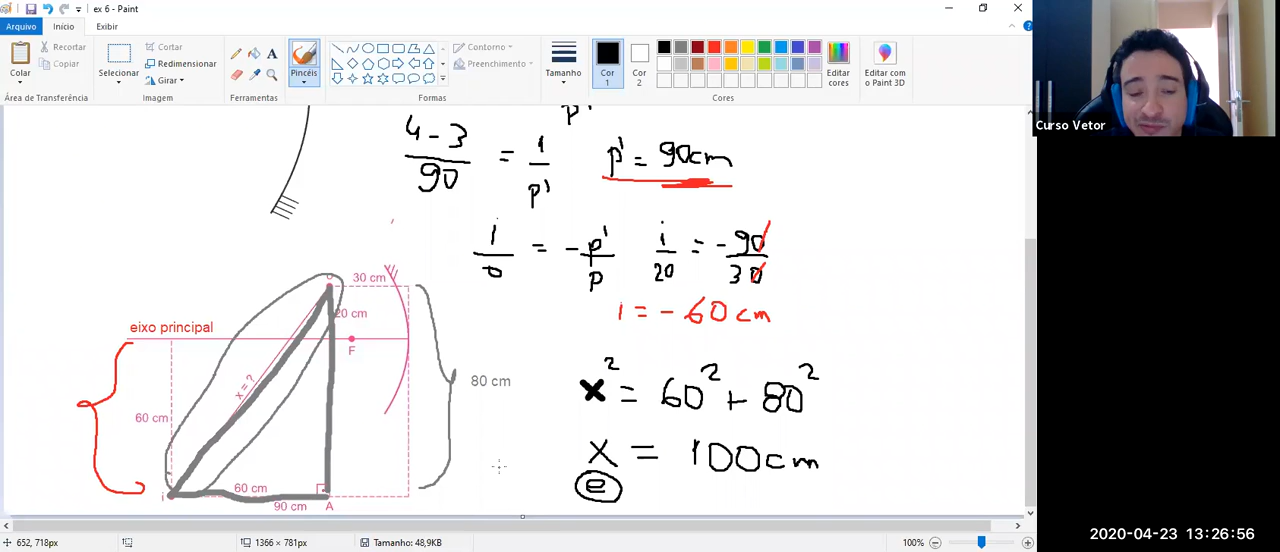 ex 6 - Paint
Arquivo
Início
Exibir
Colar
Recortar
Copiar
Área de Transferência
Selecionar
Cortar
Redimensionar
Girar
Imagem
Ferramentas
Pincéis
Contorno
Preenchimento
Formas
Tamanho
Cor 1
Cor 2
Editar cores
Cores
Editar com o Paint 3D
Curso Vetor
p'
4 - 3
90
= 1
p'
p' = 90cm
i
o
= - p'
p
i
20
= - 90
30
i = - 60 cm
30 cm
20 cm
eixo principal
F
x = ?
80 cm
60 cm
i
60 cm
90 cm
A
x² = 60² + 80²
x = 100cm
e
652, 718px
1366 × 781px
Tamanho: 48,9KB
100%
2020-04-23 13:26:56